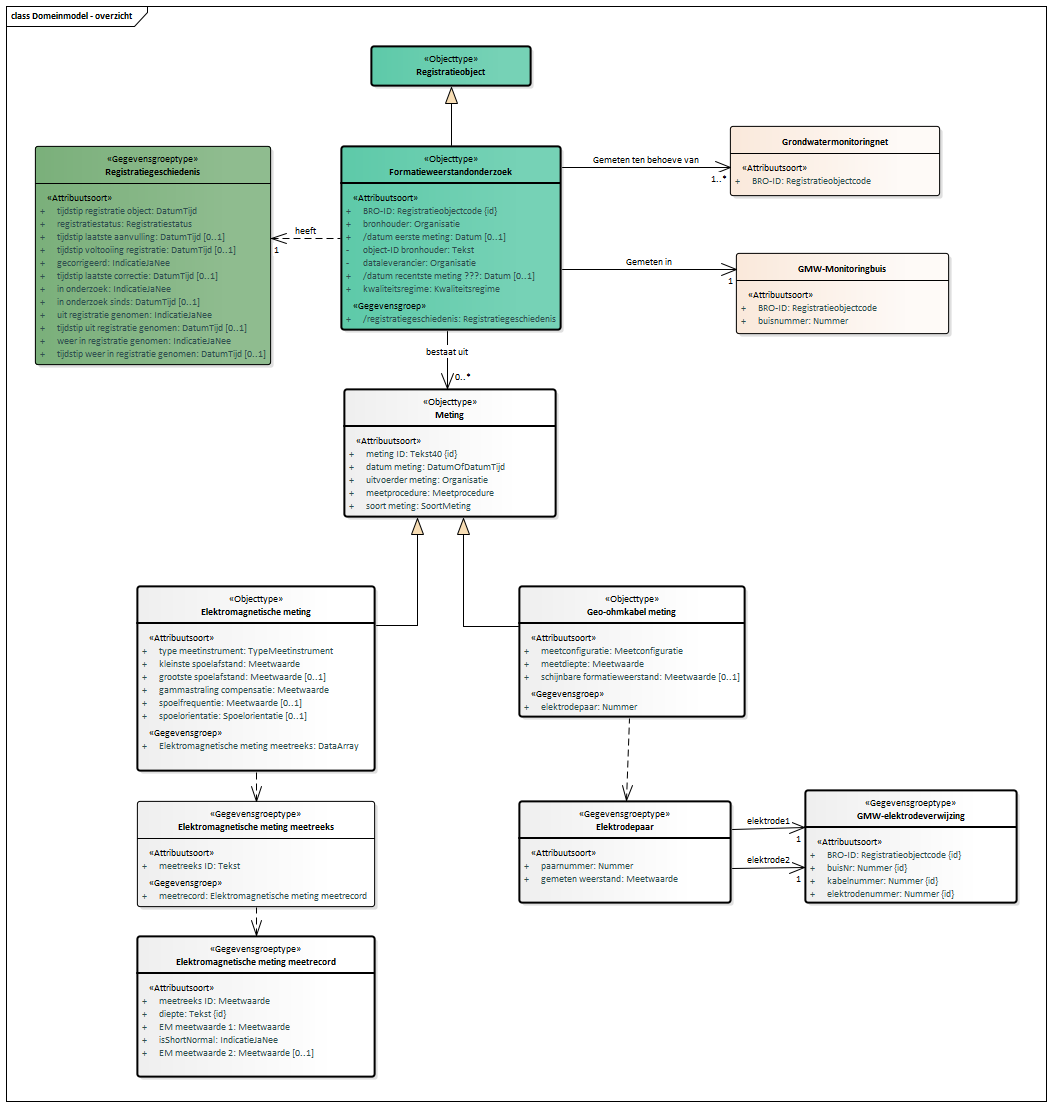 class Domeinmodel - overzicht
«Objecttype»
Registratieobject
«Gegevensgroeptype»
Registratiegeschiedenis
«Attribuutsoort»
+ tijdstip registratie object: DatumTijd
+ registratiestatus: Registratiestatus
+ tijdstip laatste aanvulling: DatumTijd [0..1]
+ tijdstip voltooiing registratie: DatumTijd [0..1]
+ gecorrigeerd: IndicatieJaNee
+ tijdstip laatste correctie: DatumTijd [0..1]
+ in onderzoek: IndicatieJaNee
+ in onderzoek sinds: DatumTijd [0..1]
+ uit registratie genomen: IndicatieJaNee
+ tijdstip uit registratie genomen: DatumTijd [0..1]
+ weer in registratie genomen: IndicatieJaNee
+ tijdstip weer in registratie genomen: DatumTijd [0..1]
heeft
1
«Objecttype»
Formatieweerstandonderzoek
«Attribuutsoort»
+ BRO-ID: Registratieobjectcode {id}
+ bronhouder: Organisatie
+ /datum eerste meting: Datum [0..1]
- object-ID bronhouder: Tekst
- dataleverancier: Organisatie
+ /datum recentste meting ???: Datum [0..1]
+ kwaliteitsregime: Kwaliteitsregime
«Gegevensgroep»
+ /registratiegeschiedenis: Registratiegeschiedenis
Gemeten ten behoeve van
1..*
Grondwatermonitoringnet
«Attribuutsoort»
+ BRO-ID: Registratieobjectcode
Gemeten in
1
GMW-Monitoringbuis
«Attribuutsoort»
+ BRO-ID: Registratieobjectcode
+ buisnummer: Nummer
bestaat uit
0..*
«Objecttype»
Meting
«Attribuutsoort»
+ meting ID: Tekst40 {id}
+ datum meting: DatumOfDatumTijd
+ uitvoerder meting: Organisatie
+ meetprocedure: Meetprocedure
+ soort meting: SoortMeting
«Objecttype»
Elektromagnetische meting
«Attribuutsoort»
+ type meetinstrument: TypeMeetinstrument
+ kleinste spoelafstand: Meetwaarde
+ grootste spoelafstand: Meetwaarde [0..1]
+ gammastraling compensatie: Meetwaarde
+ spoelfrequentie: Meetwaarde [0..1]
+ spoelorientatie: Spoelorientatie [0..1]
«Gegevensgroep»
+ Elektromagnetische meting meetreeks: DataArray
«Objecttype»
Geo-ohmkabel meting
«Attribuutsoort»
+ meetconfiguratie: Meetconfiguratie
+ meetdiepte: Meetwaarde
+ schijnbare formatieweerstand: Meetwaarde [0..1]
«Gegevensgroep»
+ elektrodepaar: Nummer
«Gegevensgroeptype»
Elektromagnetische meting meetreeks
«Attribuutsoort»
+ meetreeks ID: Tekst
«Gegevensgroep»
+ meetrecord: Elektromagnetische meting meetrecord
«Gegevensgroeptype»
Elektrodepaar
«Attribuutsoort»
+ paarnummer: Nummer
+ gemeten weerstand: Meetwaarde
elektrode1
1
elektrode2
1
«Gegevensgroeptype»
GMW-elektrodeverwijzing
«Attribuutsoort»
+ BRO-ID: Registratieobjectcode {id}
+ buisNr: Nummer {id}
+ kabelnummer: Nummer {id}
+ elektrodenummer: Nummer {id}
«Gegevensgroeptype»
Elektromagnetische meting meetrecord
«Attribuutsoort»
+ meetreeks ID: Meetwaarde
+ diepte: Tekst {id}
+ EM meetwaarde 1: Meetwaarde
+ isShortNormal: IndicatieJaNee
+ EM meetwaarde 2: Meetwaarde [0..1]